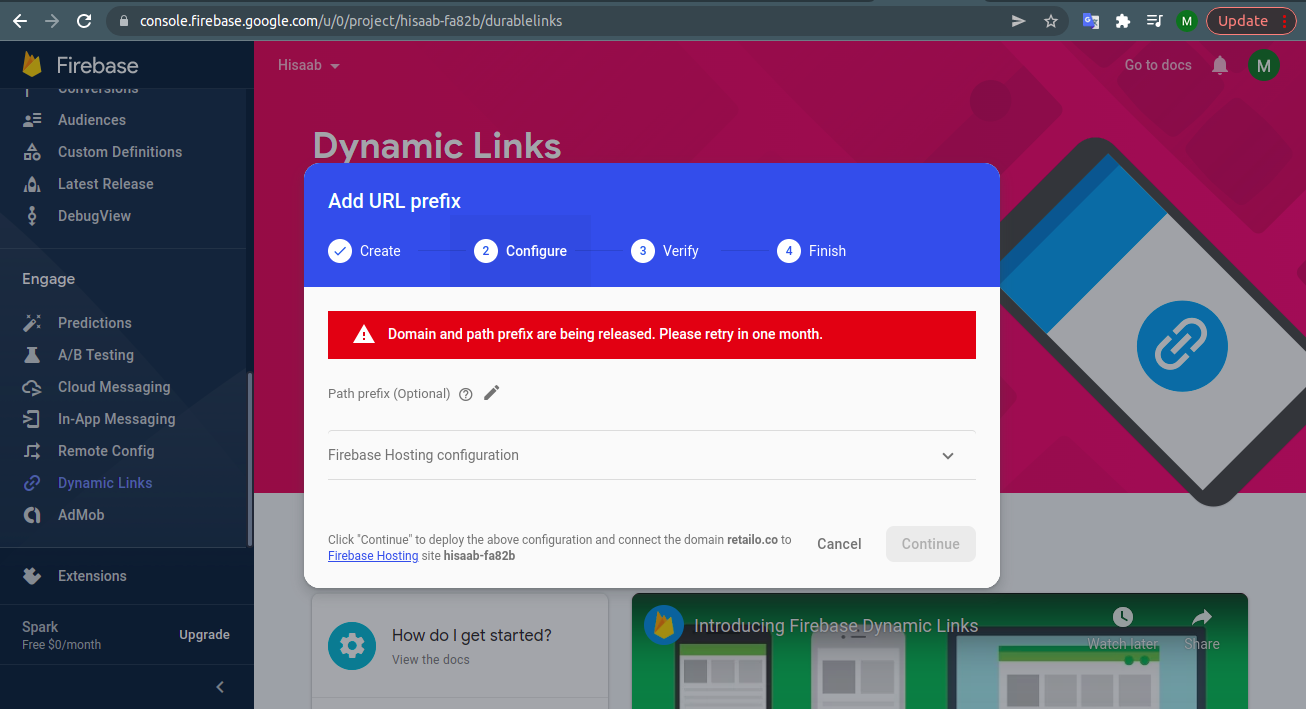 console.firebase.google.com/u/0/project/hisaab-fa82b/durablelinks
M
Update
Firebase
Conversions
Audiences
Custom Definitions
Latest Release
DebugView
Engage
Predictions
A/B Testing
Cloud Messaging
In-App Messaging
Remote Config
Dynamic Links
AdMob
Extensions
Spark
Free $0/month
Upgrade
Hisaab
Go to docs
M
Dynamic Links
Add URL prefix
Create
2 Configure
3 Verify
4 Finish
Domain and path prefix are being released. Please retry in one month.
Path prefix (Optional)
Firebase Hosting configuration
Click "Continue" to deploy the above configuration and connect the domain retailo.co to
Firebase Hosting site hisaab-fa82b
Cancel
Continue
How do I get started?
View the docs
Introducing Firebase Dynamic Links
Watch later
Share